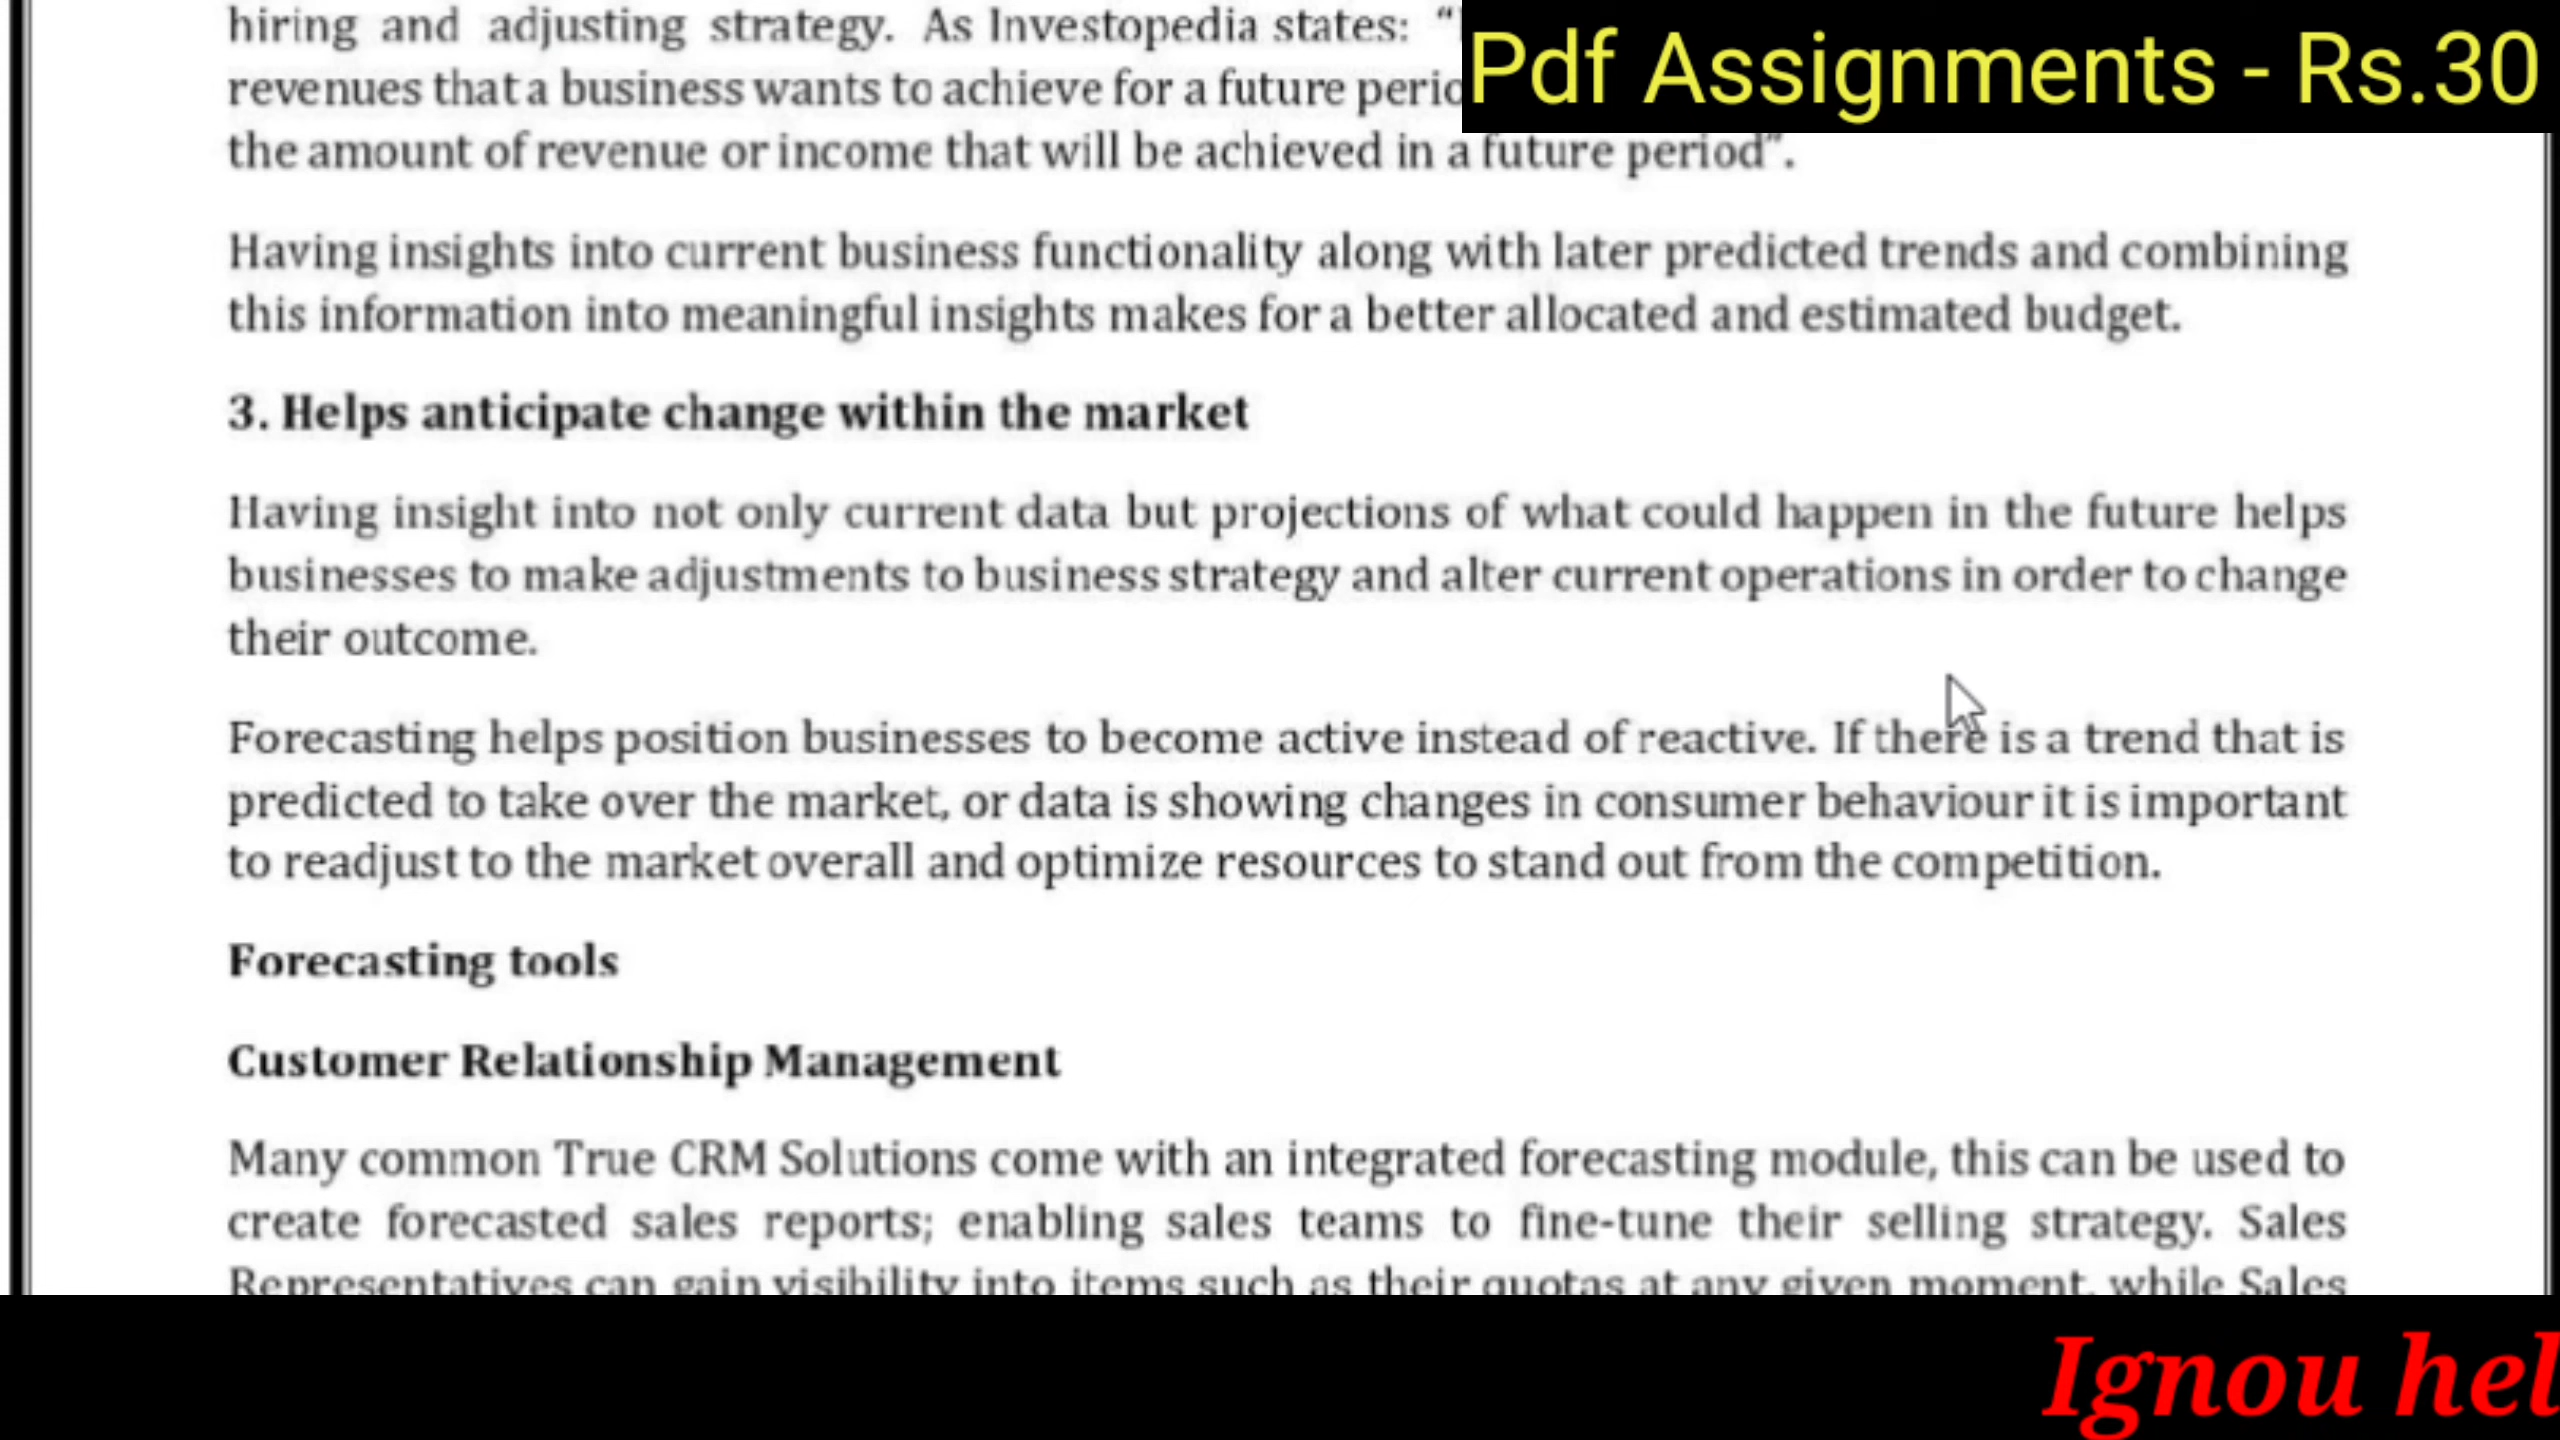 hiring and adjusting strategy. As Investopedia states: “
Pdf Assignments - Rs.30
revenues that a business wants to achieve for a future
the amount of revenue or income that will be achieved in a future period”.
Having insights into current business functionality along with later predicted trends and combining
this information into meaningful insights makes for a better allocated and estimated budget.
3. Helps anticipate change within the market
Having insight into not only current data but projections of what could happen in the future helps
businesses to make adjustments to business strategy and alter current operations in order to change
their outcome.
Forecasting helps position businesses to become active instead of reactive. If there is a trend that is
predicted to take over the market, or data is showing changes in consumer behaviour it is important
to readjust to the market overall and optimize resources to stand out from the competition.
Forecasting tools
Customer Relationship Management
Many common True CRM Solutions come with an integrated forecasting module, this can be used to
create forecasted sales reports; enabling sales teams to fine-tune their selling strategy. Sales
Representatives can gain visibility into items such as their quotas at any given moment, while Sales
Ignou hel